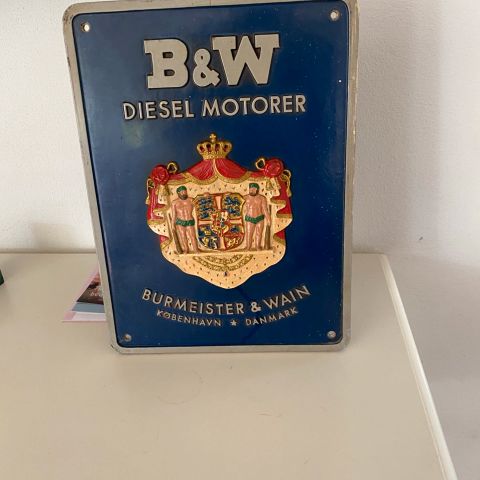 B&W
DIESEL MOTORER
BURMEISTER & WAIN
KØBENHAVN ★ DANMARK